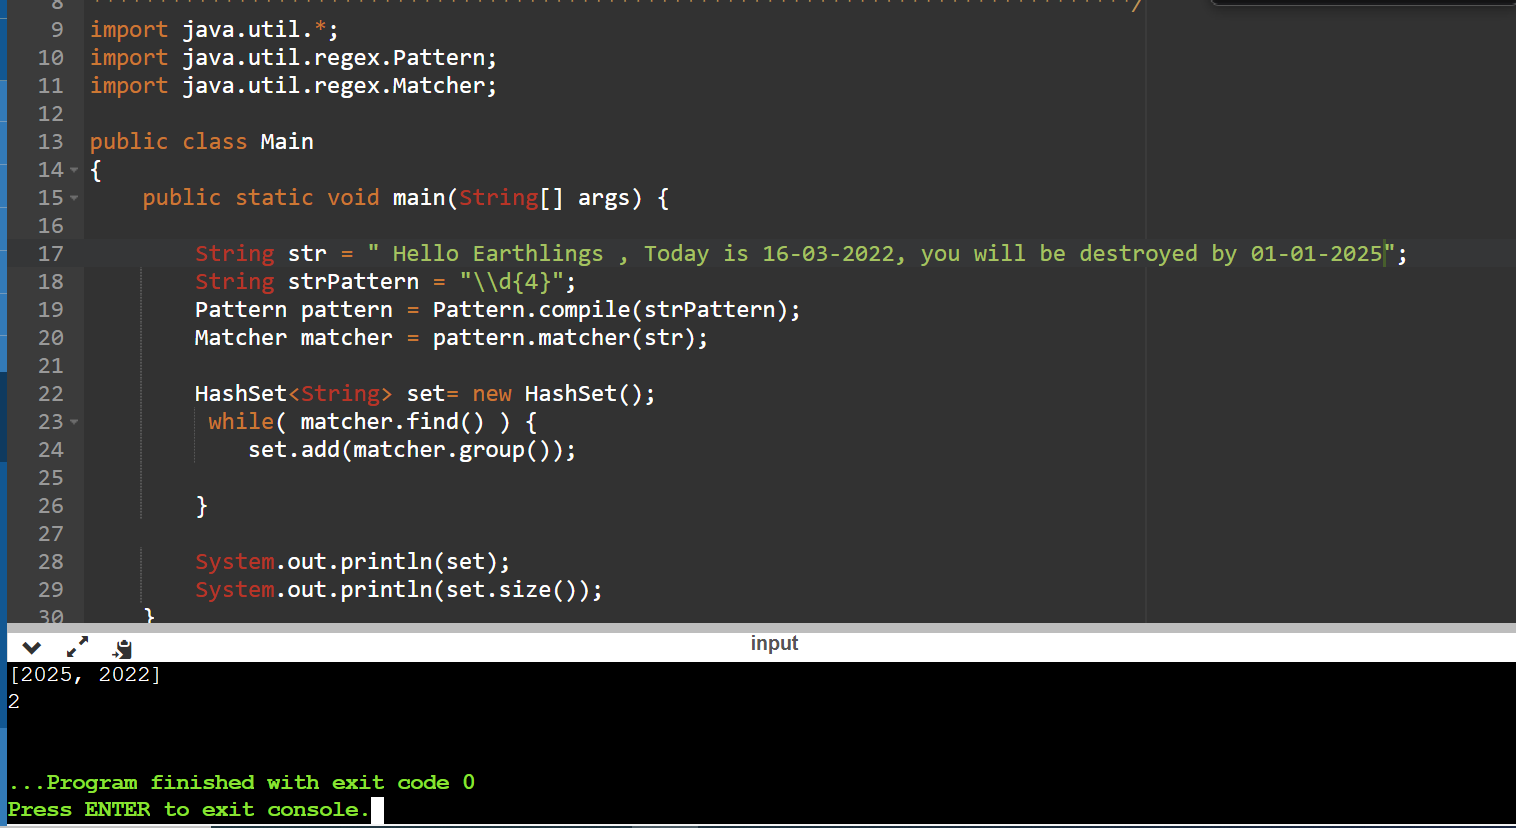 8 */
9 import java.util.*;
10 import java.util.regex.Pattern;
11 import java.util.regex.Matcher;
12
13 public class Main
14 {
15     public static void main(String[] args) {
16
17         String str = " Hello Earthlings , Today is 16-03-2022, you will be destroyed by 01-01-2025";
18         String strPattern = "\\d{4}";
19         Pattern pattern = Pattern.compile(strPattern);
20         Matcher matcher = pattern.matcher(str);
21
22         HashSet<String> set= new HashSet();
23          while( matcher.find() ) {
24             set.add(matcher.group());
25
26         }
27
28         System.out.println(set);
29         System.out.println(set.size());
30     }
input
[2025, 2022]
2
...Program finished with exit code 0
Press ENTER to exit console.